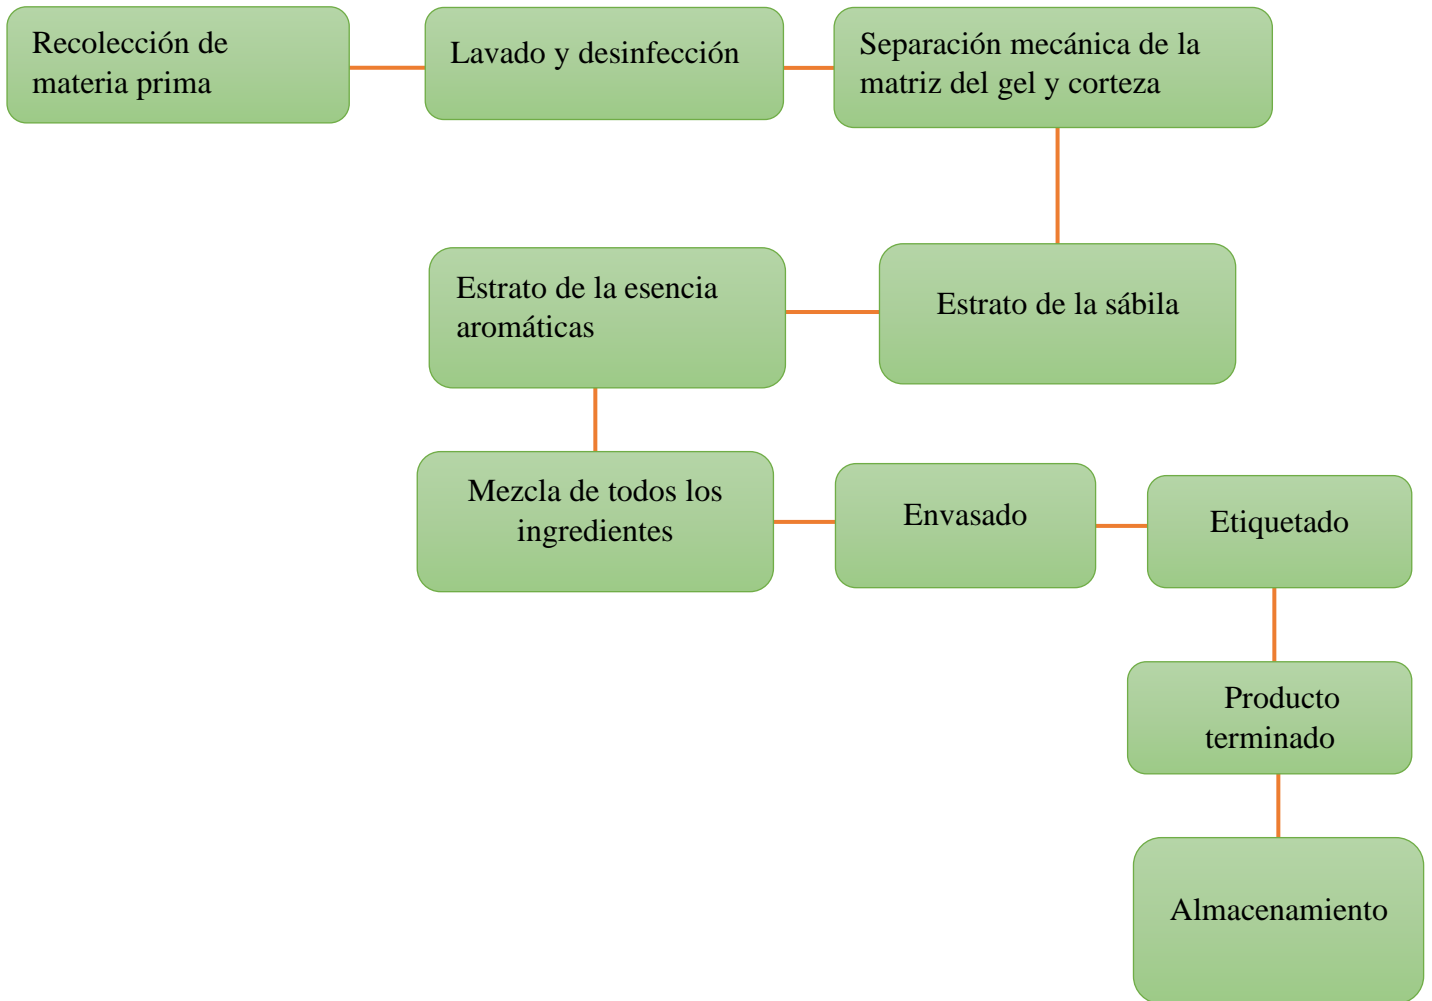 Recolección de
materia prima
Lavado y desinfección
Separación mecánica de la
matriz del gel y corteza
Estrato de la sábila
Estrato de la esencia
aromáticas
Mezcla de todos los
ingredientes
Envasado
Etiquetado
Producto
terminado
Almacenamiento